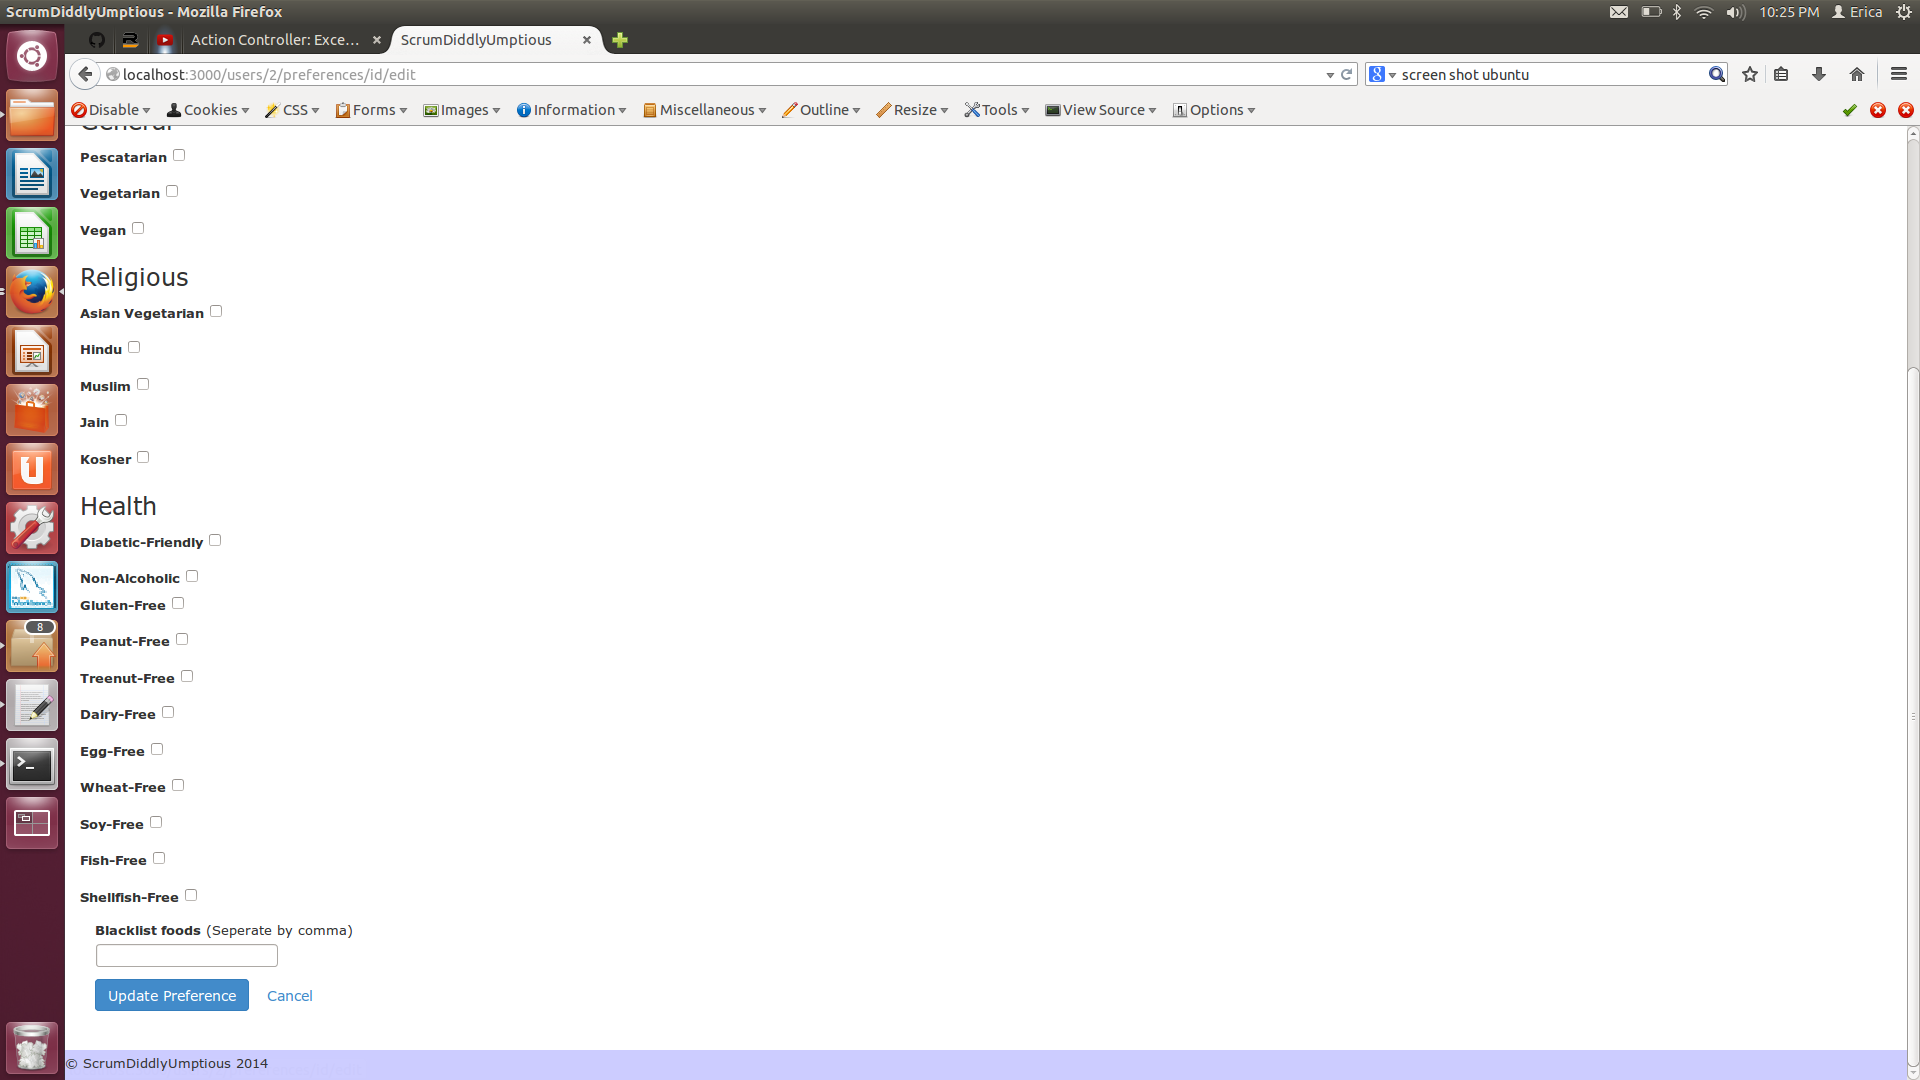 ScrumDiddlyUmptious - Mozilla Firefox
10:25 PM Erica
Action Controller: Exce...
ScrumDiddlyUmptious
localhost:3000/users/2/preferences/id/edit
screen shot ubuntu
Disable Cookies CSS Forms Images Information Miscellaneous Outline Resize Tools View Source Options
General
Pescatarian
Vegetarian
Vegan
Religious
Asian Vegetarian
Hindu
Muslim
Jain
Kosher
Health
Diabetic-Friendly
Non-Alcoholic
Gluten-Free
Peanut-Free
Treenut-Free
Dairy-Free
Egg-Free
Wheat-Free
Soy-Free
Fish-Free
Shellfish-Free
8
Blacklist foods (Seperate by comma)
Update Preference Cancel
© ScrumDiddlyUmptious 2014